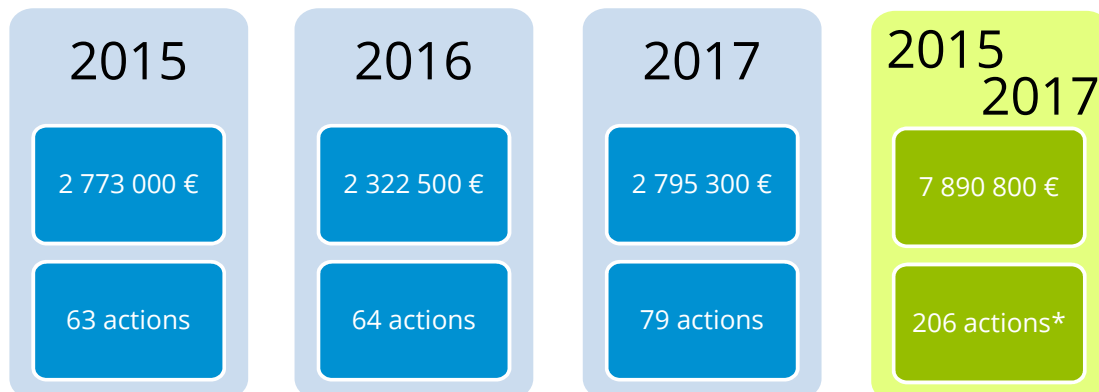 2015
2 773 000 €
63 actions
2016
2 322 500 €
64 actions
2017
2 795 300 €
79 actions
2015
2017
7 890 800 €
206 actions*